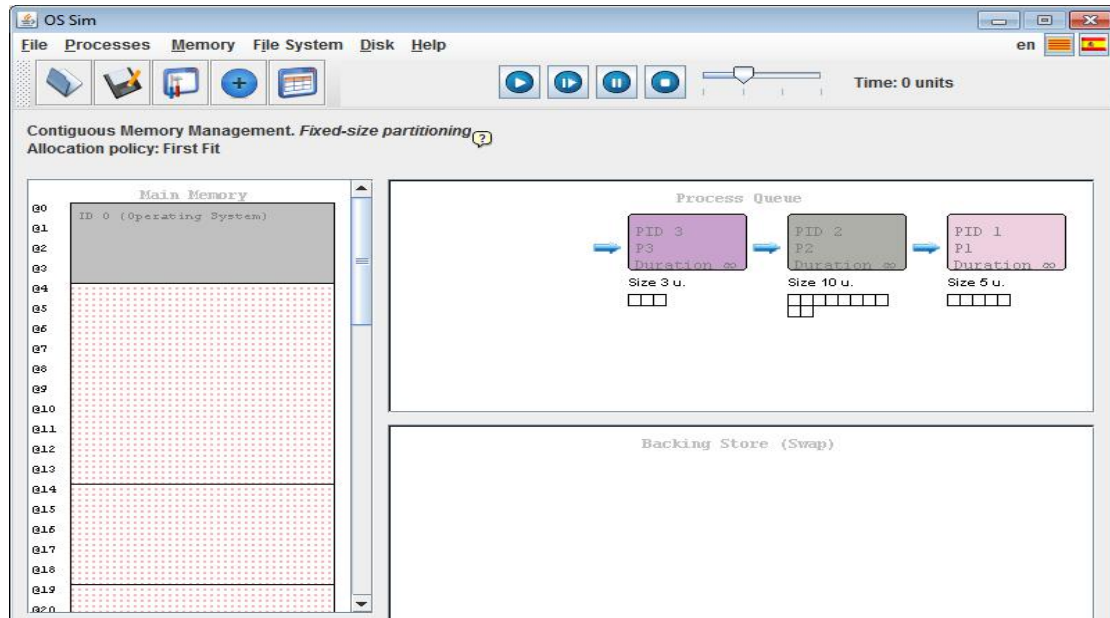 OS Sim
File Processes Memory File System Disk Help
en
Time: 0 units
Contiguous Memory Management. Fixed-size partitioning
?
Allocation policy: First Fit
Main Memory
@0
ID 0 (Operating System)
@1
@2
@3
@4
@5
@6
@7
@8
@9
@10
@11
@12
@13
@14
@15
@16
@17
@18
@19
@20
Process Queue
PID 3
P3
Duration ∞
Size 3 u.
PID 2
P2
Duration ∞
Size 10 u.
PID 1
P1
Duration ∞
Size 5 u.
Backing Store (Swap)